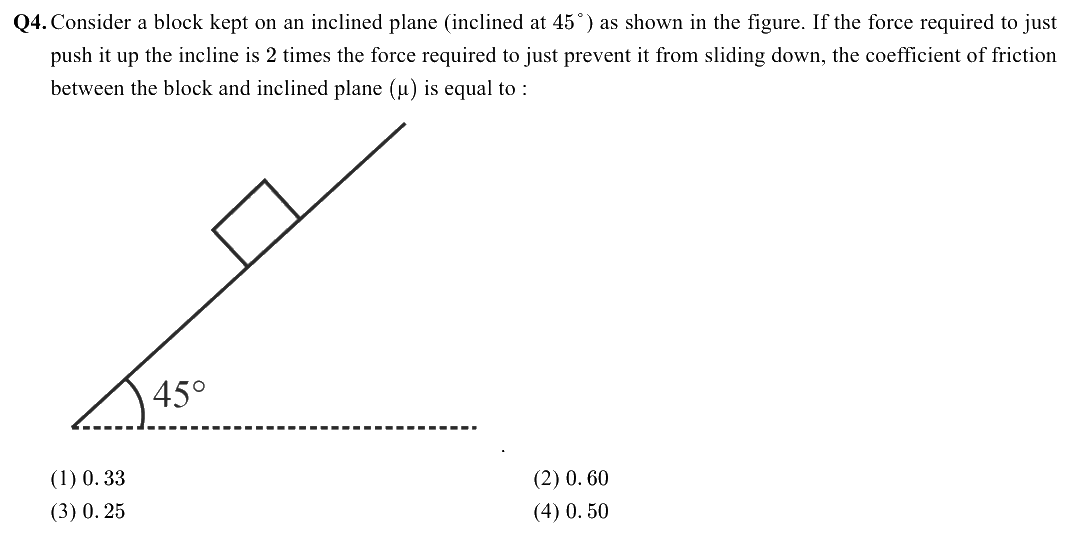 Q4. Consider a block kept on an inclined plane (inclined at 45°) as shown in the figure. If the force required to just
push it up the incline is 2 times the force required to just prevent it from sliding down, the coefficient of friction
between the block and inclined plane (μ) is equal to :
45°
(1) 0. 33 (2) 0. 60
(3) 0. 25 (4) 0. 50